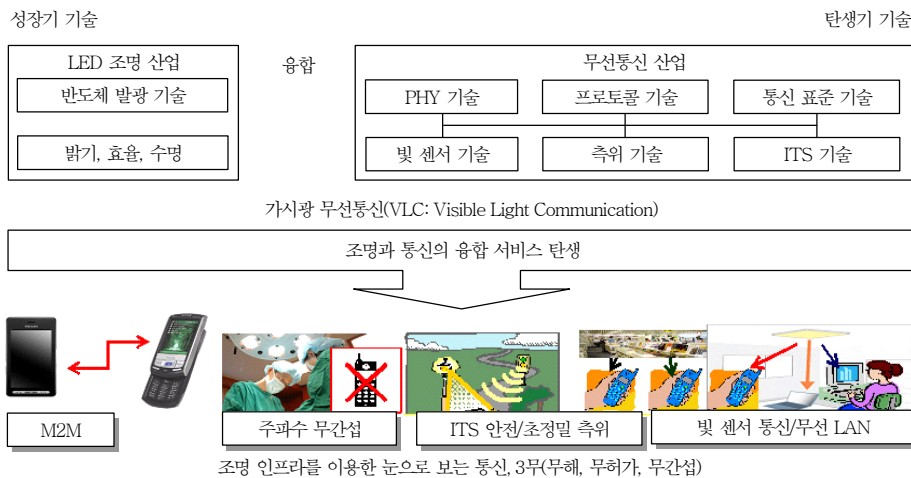 성장기 기술
탄생기 기술
LED 조명 산업
융합
무선통신 산업
반도체 발광 기술
PHY 기술
프로토콜 기술
통신 표준 기술
밝기, 효율, 수명
빛 센서 기술
측위 기술
ITS 기술
가시광 무선통신(VLC: Visible Light Communication)
조명과 통신의 융합 서비스 탄생
M2M
주파수 무간섭
ITS 안전/초정밀 측위
빛 센서 통신/무선 LAN
조명 인프라를 이용한 눈으로 보는 통신, 3무(무해, 무허가, 무간섭)